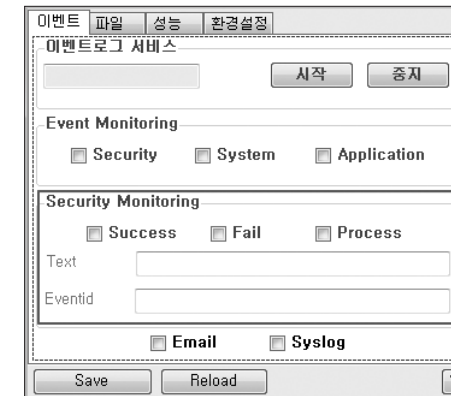 이벤트 파일 성능 환경설정
이벤트로그 서비스
시작 중지
Event Monitoring
Security System Application
Security Monitoring
Success Fail Process
Text
Eventid
Email Syslog
Save Reload